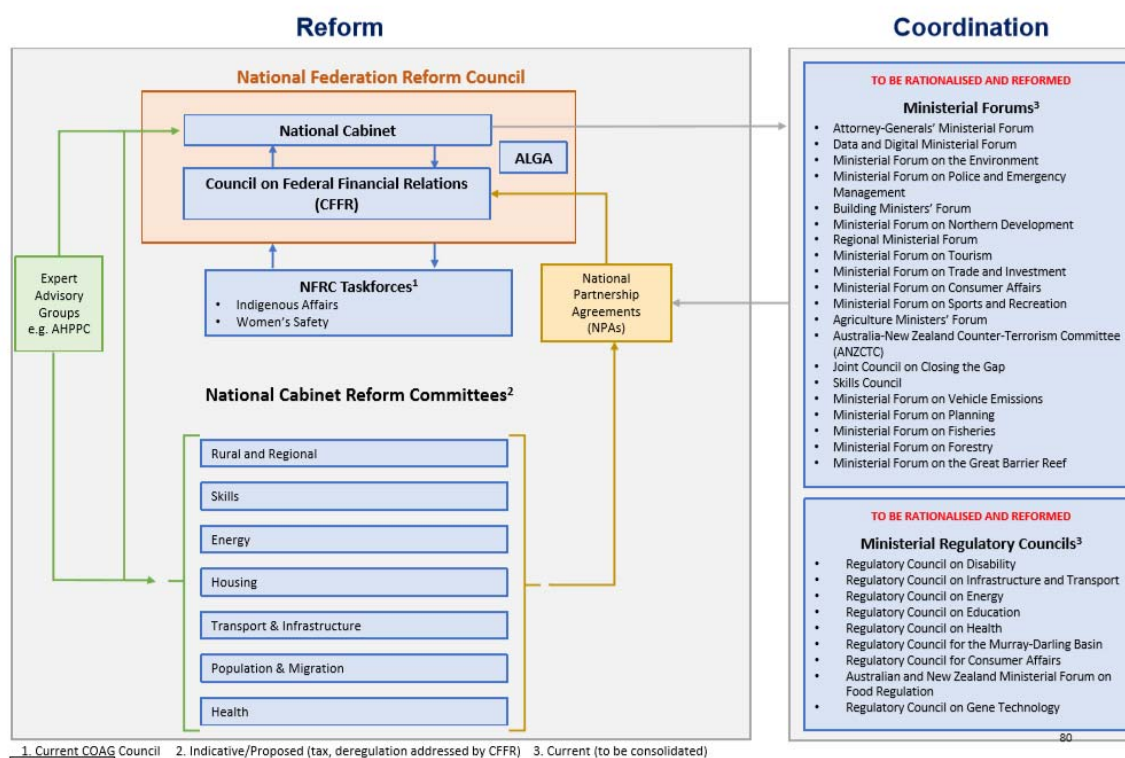 Reform
National Federation Reform Council
National Cabinet
ALGA
Council on Federal Financial Relations
(CFFR)
Expert
Advisory
Groups
e.g. AHPPC
NFRC Taskforces¹
• Indigenous Affairs
• Women's Safety
National
Partnership
Agreements
(NPAs)
National Cabinet Reform Committees²
Rural and Regional
Skills
Energy
Housing
Transport & Infrastructure
Population & Migration
Health
Coordination
TO BE RATIONALISED AND REFORMED
Ministerial Forums³
• Attorney-Generals' Ministerial Forum
• Data and Digital Ministerial Forum
• Ministerial Forum on the Environment
• Ministerial Forum on Police and Emergency
Management
• Building Ministers' Forum
• Ministerial Forum on Northern Development
• Regional Ministerial Forum
• Ministerial Forum on Tourism
• Ministerial Forum on Trade and Investment
• Ministerial Forum on Consumer Affairs
• Ministerial Forum on Sports and Recreation
• Agriculture Ministers' Forum
• Australia-New Zealand Counter-Terrorism Committee
(ANZCTC)
• Joint Council on Closing the Gap
• Skills Council
• Ministerial Forum on Vehicle Emissions
• Ministerial Forum on Planning
• Ministerial Forum on Fisheries
• Ministerial Forum on Forestry
• Ministerial Forum on the Great Barrier Reef
TO BE RATIONALISED AND REFORMED
Ministerial Regulatory Councils³
• Regulatory Council on Disability
• Regulatory Council on Infrastructure and Transport
• Regulatory Council on Energy
• Regulatory Council on Education
• Regulatory Council on Health
• Regulatory Council for the Murray-Darling Basin
• Regulatory Council for Consumer Affairs
• Australian and New Zealand Ministerial Forum on
Food Regulation
• Regulatory Council on Gene Technology
80
1. Current COAG Council 2. Indicative/Proposed (tax, deregulation addressed by CFFR) 3. Current (to be consolidated)